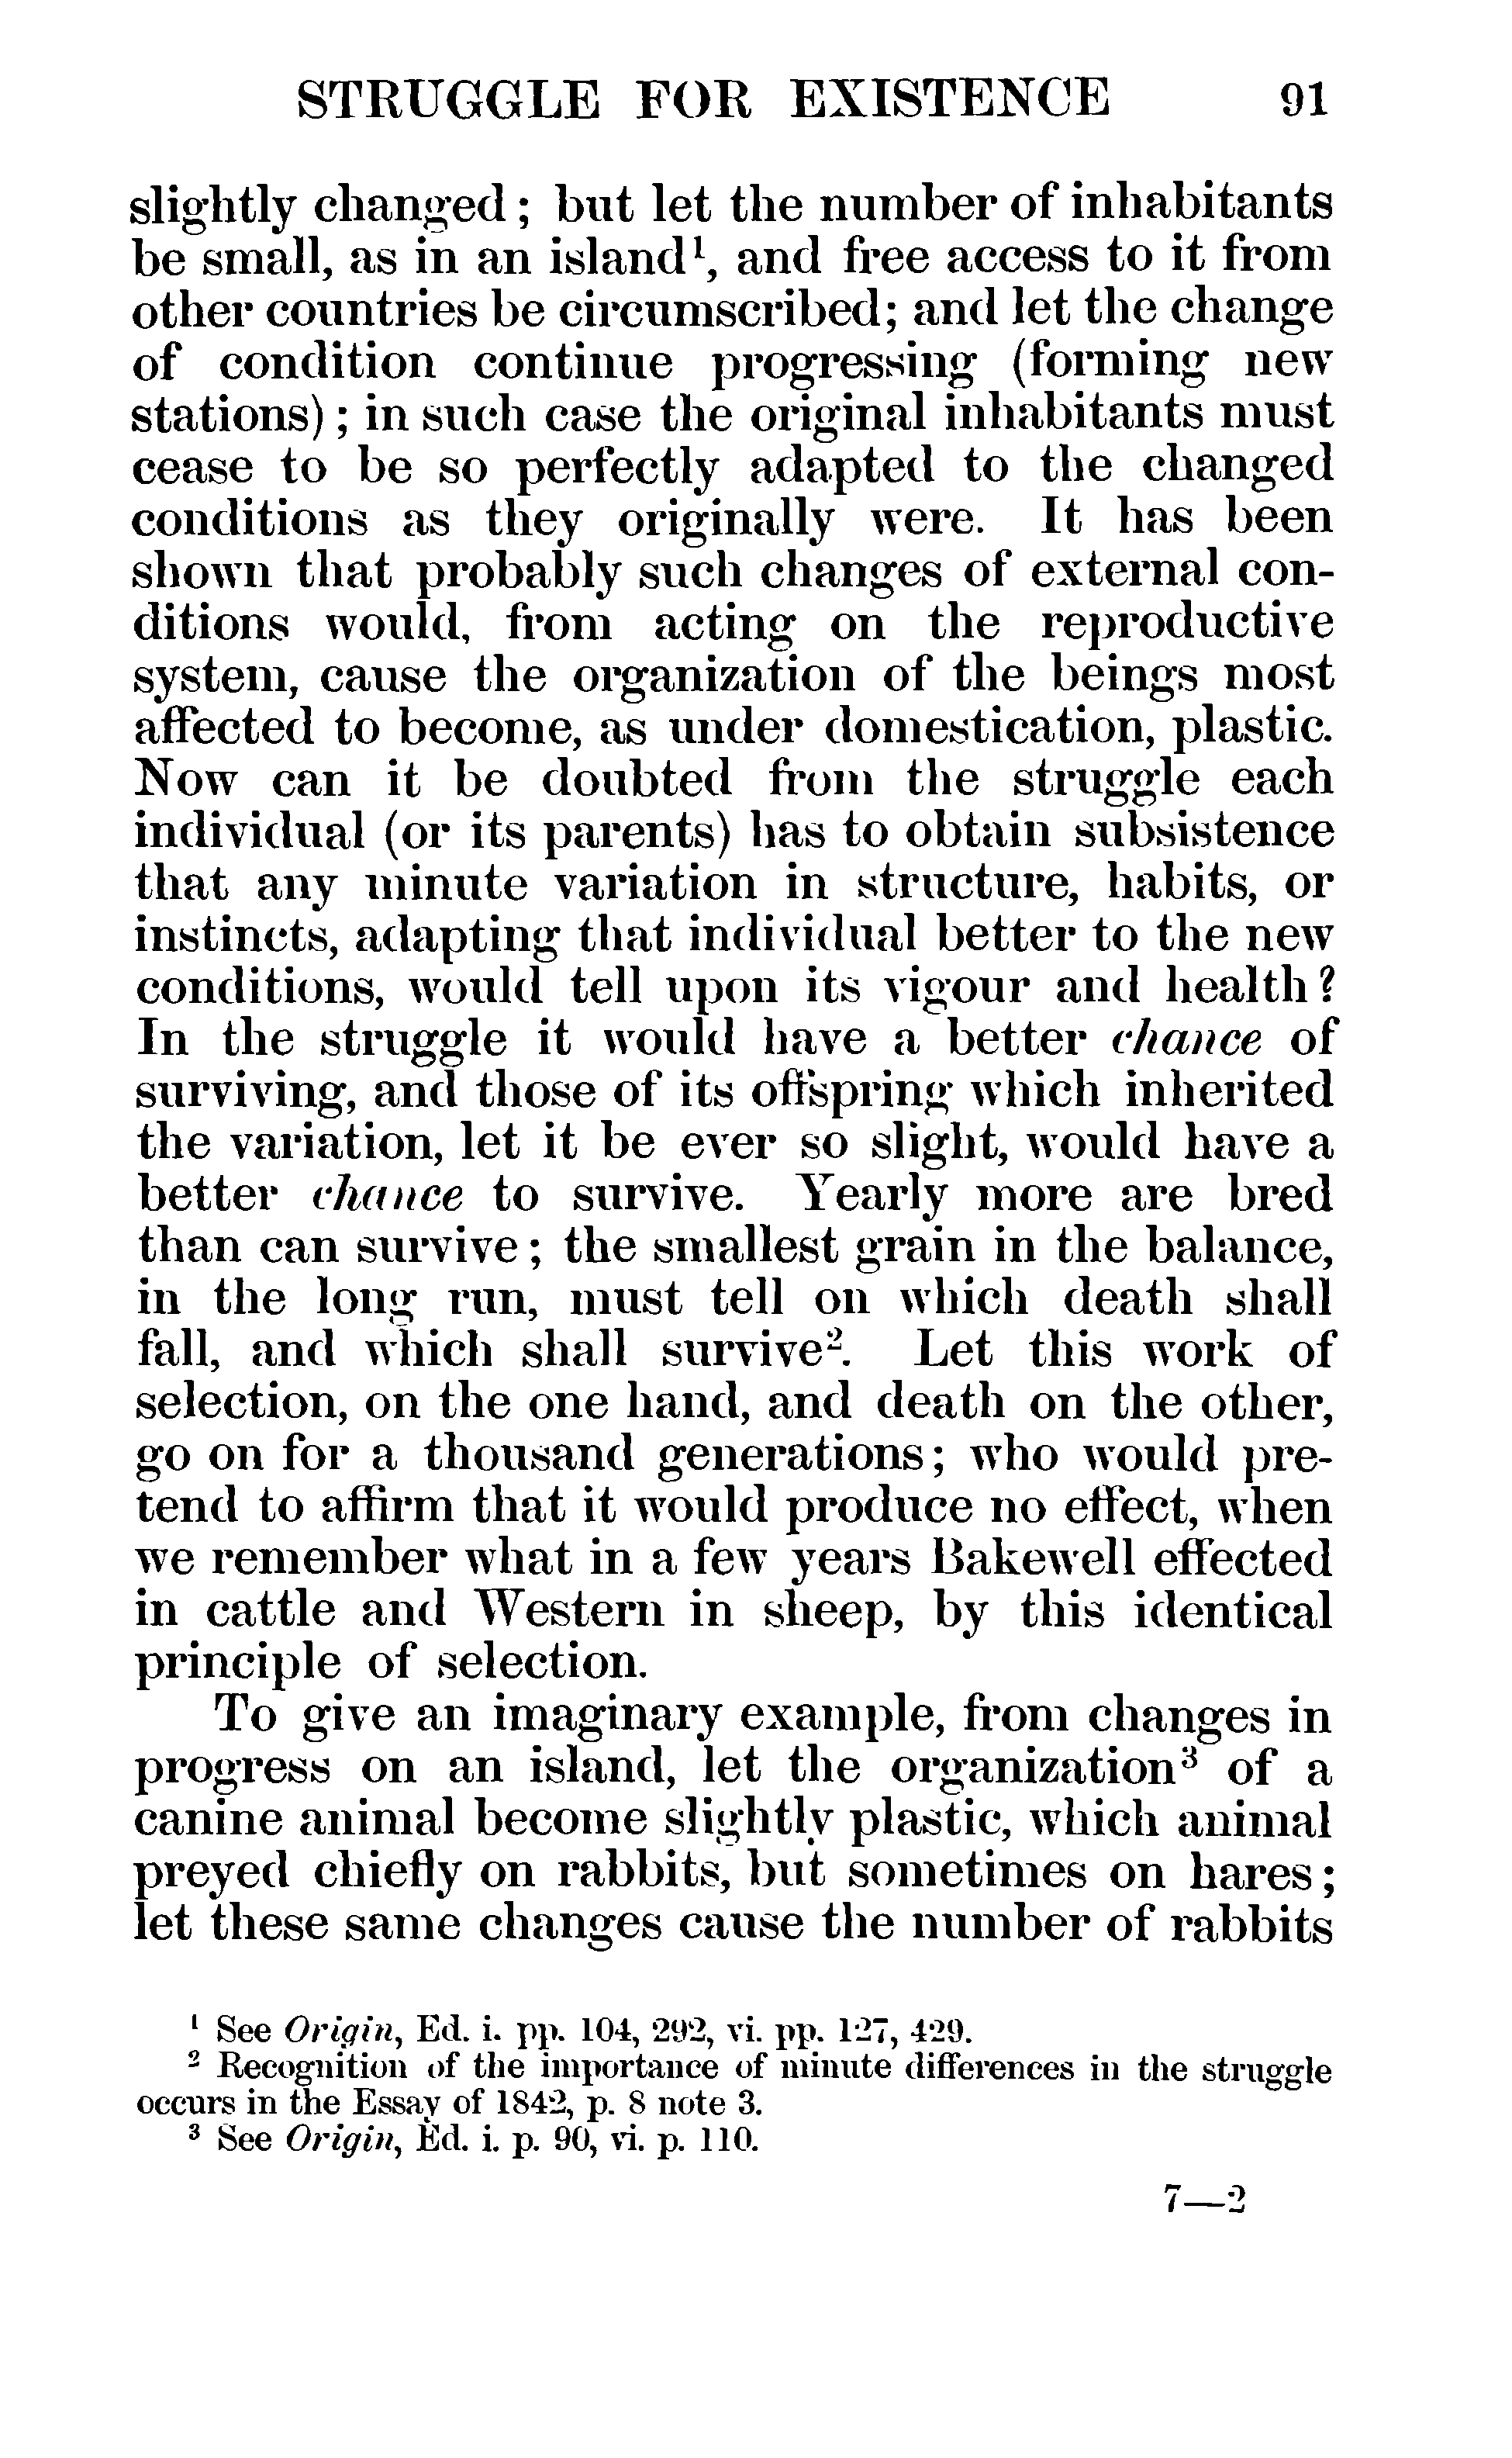 STRUGGLE FOR EXISTENCE 91
slightly changed; but let the number of inhabitants
be small, as in an island¹, and free access to it from
other countries be circumscribed; and let the change
of condition continue progressing (forming new
stations); in such case the original inhabitants must
cease to be so perfectly adapted to the changed
conditions as they originally were. It has been
shown that probably such changes of external con-
ditions would, from acting on the reproductive
system, cause the organization of the beings most
affected to become, as under domestication, plastic.
Now can it be doubted from the struggle each
individual (or its parents) has to obtain subsistence
that any minute variation in structure, habits, or
instincts, adapting that individual better to the new
conditions, would tell upon its vigour and health?
In the struggle it would have a better chance of
surviving, and those of its offspring which inherited
the variation, let it be ever so slight, would have a
better chance to survive. Yearly more are bred
than can survive; the smallest grain in the balance,
in the long run, must tell on which death shall
fall, and which shall survive². Let this work of
selection, on the one hand, and death on the other,
go on for a thousand generations; who would pre-
tend to affirm that it would produce no effect, when
we remember what in a few years Bakewell effected
in cattle and Western in sheep, by this identical
principle of selection.
To give an imaginary example, from changes in
progress on an island, let the organization³ of a
canine animal become slightly plastic, which animal
preyed chiefly on rabbits, but sometimes on hares;
let these same changes cause the number of rabbits
¹ See Origin, Ed. i. pp. 104, 292, vi. pp. 127, 429.
² Recognition of the importance of minute differences in the struggle
occurs in the Essay of 1842, p. 8 note 3.
³ See Origin, Ed. i. p. 90, vi. p. 110.
7—2